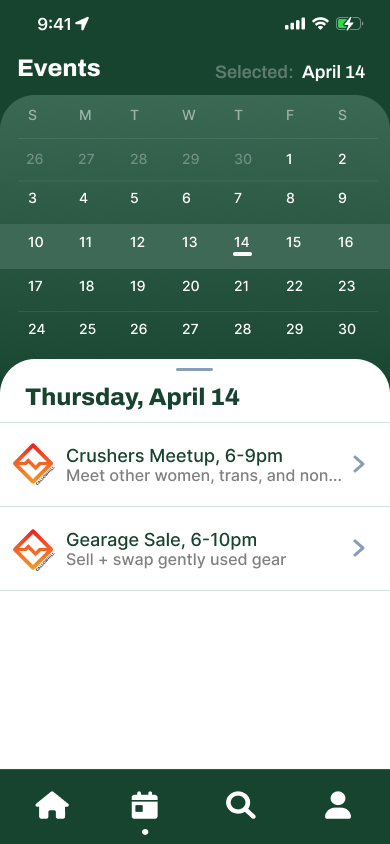 9:41
Events
Selected: April 14
S M T W T F S
26 27 28 29 30 1 2
3 4 5 6 7 8 9
10 11 12 13 14 15 16
17 18 19 20 21 22 23
24 25 26 27 28 29 30
Thursday, April 14
Crushers Meetup, 6-9pm
Meet other women, trans, and non...
Gearage Sale, 6-10pm
Sell + swap gently used gear